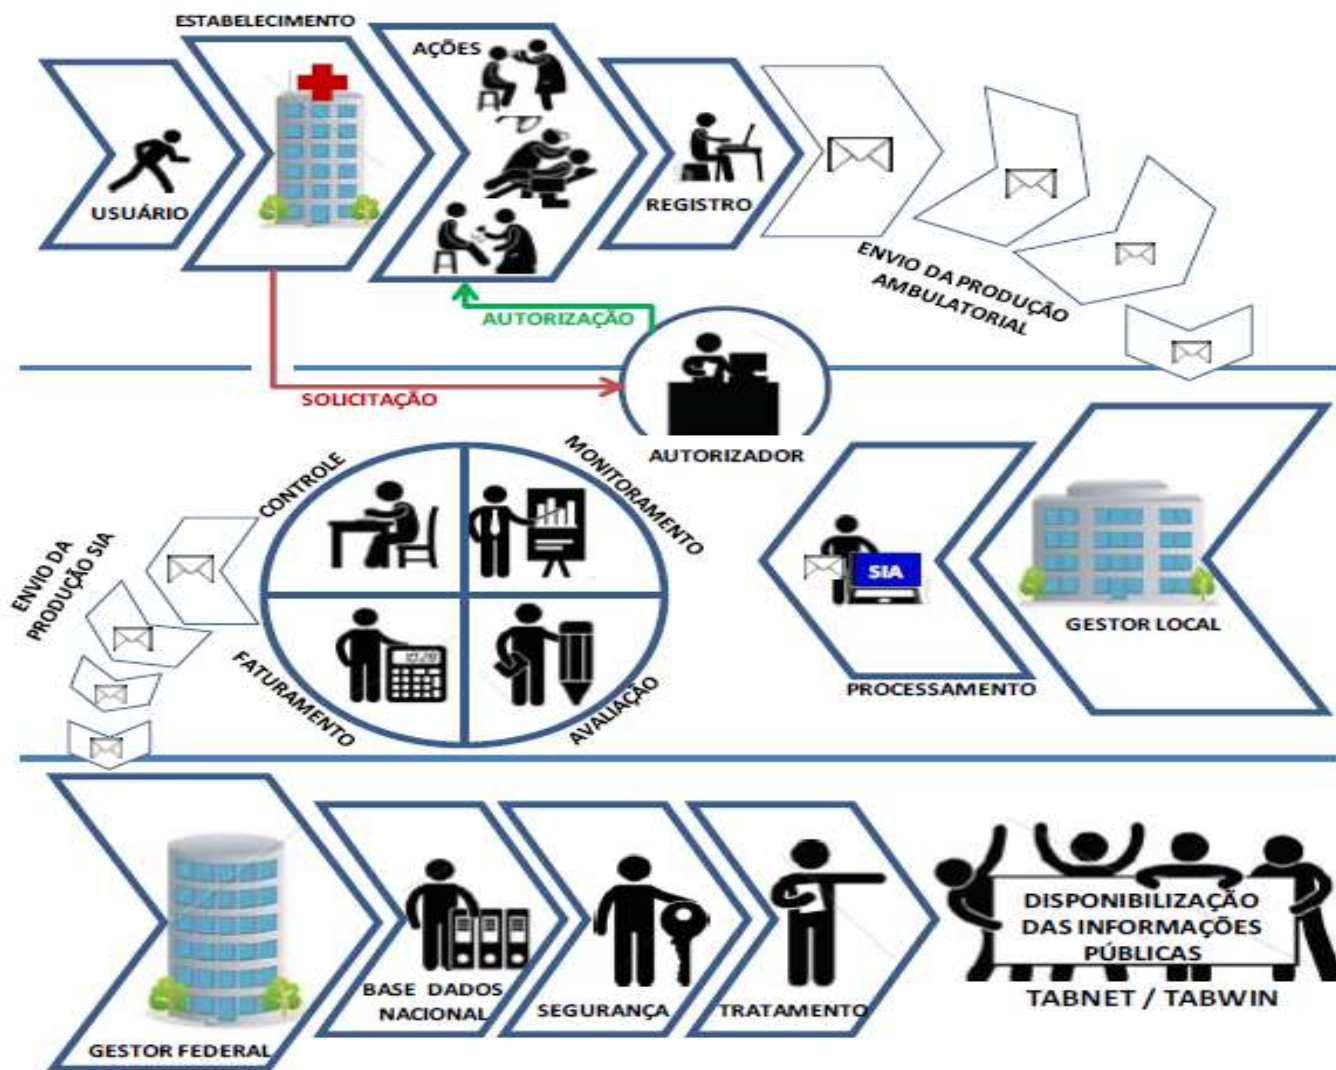 ESTABELECIMENTO
AÇÕES
USUÁRIO
REGISTRO
ENVIO DA PRODUÇÃO
AMBULATORIAL
AUTORIZAÇÃO
SOLICITAÇÃO
AUTORIZADOR
GESTOR LOCAL
SIA
PROCESSAMENTO
MONITORAMENTO
CONTROLE
AVALIAÇÃO
FATURAMENTO
ENVIO DA
PRODUÇÃO SIA
GESTOR FEDERAL
BASE DADOS
NACIONAL
SEGURANÇA
TRATAMENTO
DISPONIBILIZAÇÃO
DAS INFORMAÇÕES
PÚBLICAS
TABNET / TABWIN